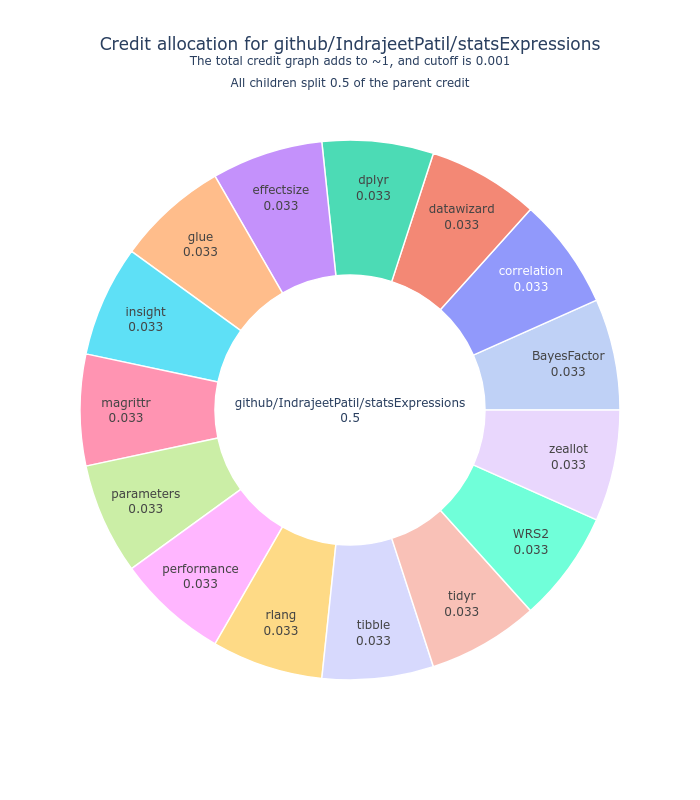 Credit allocation for github/IndrajeetPatil/statsExpressions
The total credit graph adds to ~1, and cutoff is 0.001
All children split 0.5 of the parent credit
dplyr
0.033
effectsize
0.033
datawizard
0.033
glue
0.033
correlation
0.033
insight
0.033
BayesFactor
0.033
magrittr
0.033
github/IndrajeetPatil/statsExpressions
0.5
zeallot
0.033
parameters
0.033
WRS2
0.033
performance
0.033
tidyr
0.033
rlang
0.033
tibble
0.033